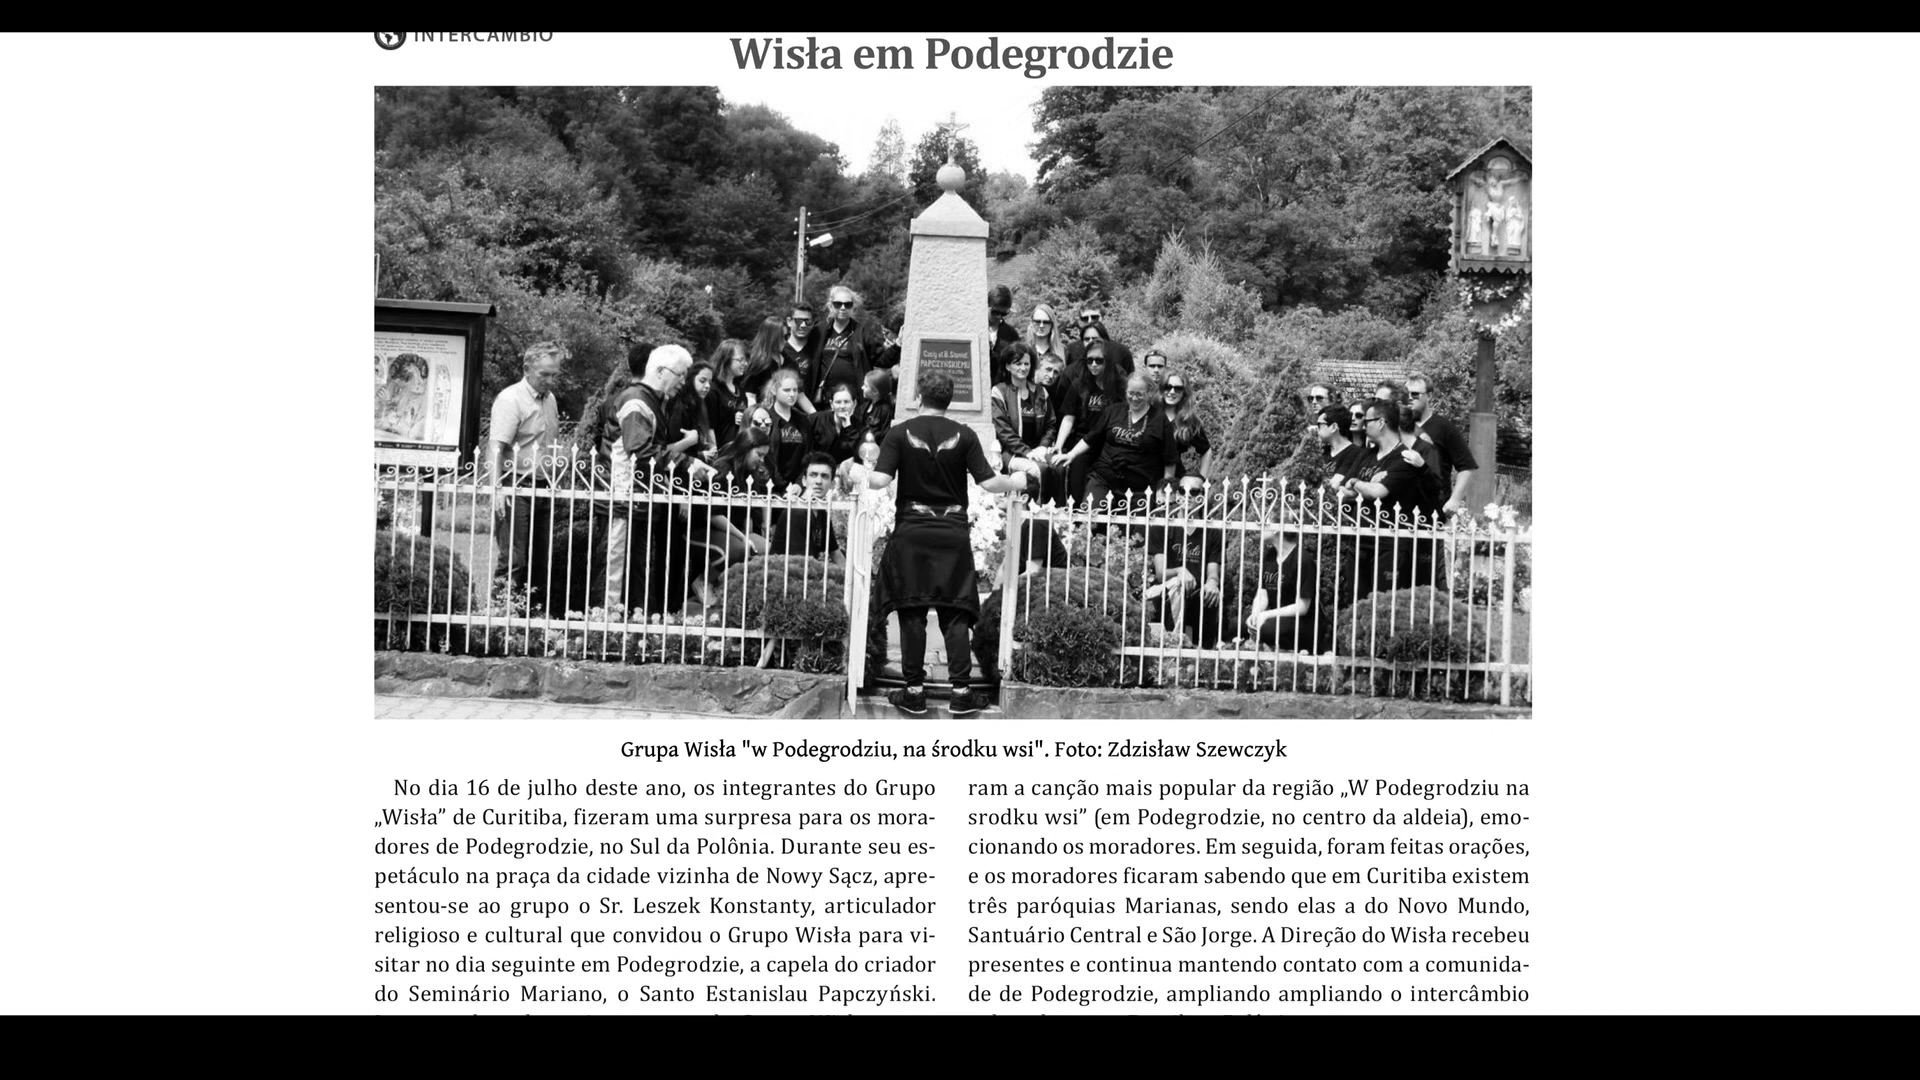 INTERCÂMBIO
Wisła em Podegrodzie
Czciỳ st. B. Stanisł.
PAPCZYŃSKIEMU
Wisła
Grupa Wisła "w Podegrodziu, na środku wsi". Foto: Zdzisław Szewczyk
No dia 16 de julho deste ano, os integrantes do Grupo
„Wisła” de Curitiba, fizeram uma surpresa para os mora-
dores de Podegrodzie, no Sul da Polônia. Durante seu es-
petáculo na praça da cidade vizinha de Nowy Sącz, apre-
sentou-se ao grupo o Sr. Leszek Konstanty, articulador
religioso e cultural que convidou o Grupo Wisła para vi-
sitar no dia seguinte em Podegrodzie, a capela do criador
do Seminário Mariano, o Santo Estanislau Papczyński.
ram a canção mais popular da região „W Podegrodziu na
srodku wsi” (em Podegrodzie, no centro da aldeia), emo-
cionando os moradores. Em seguida, foram feitas orações,
e os moradores ficaram sabendo que em Curitiba existem
três paróquias Marianas, sendo elas a do Novo Mundo,
Santuário Central e São Jorge. A Direção do Wisła recebeu
presentes e continua mantendo contato com a comunida-
de de Podegrodzie, ampliando ampliando o intercâmbio